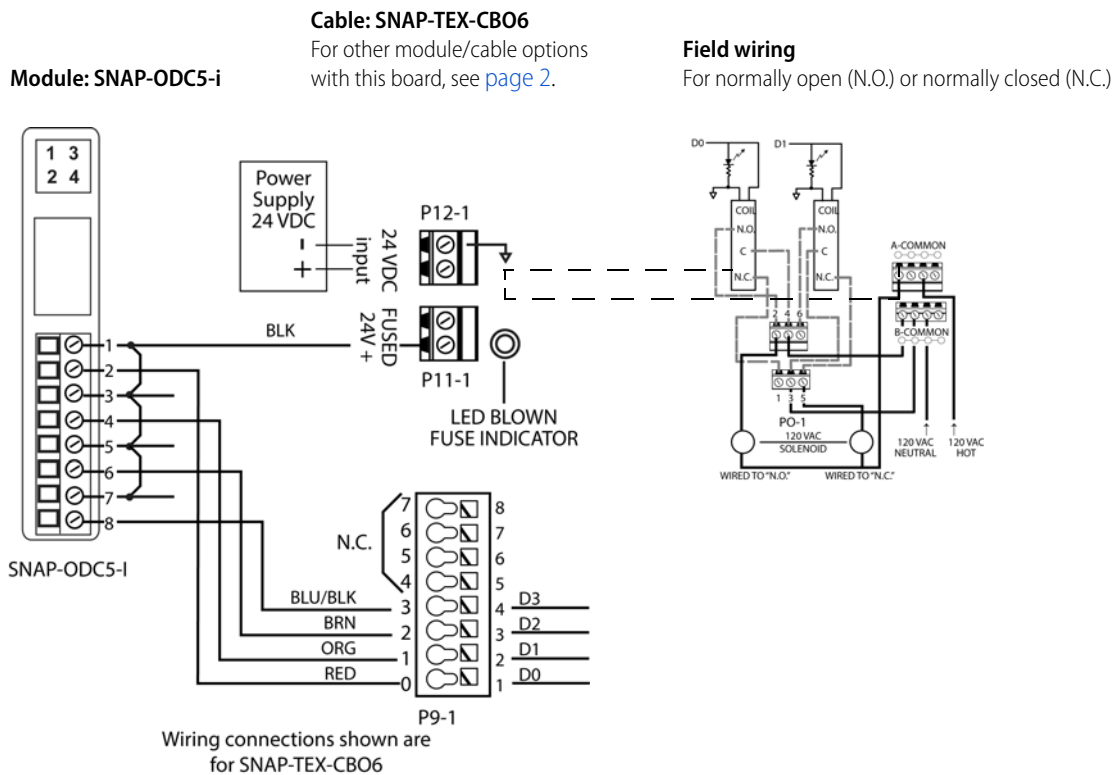 Cable: SNAP-TEX-CBO6
For other module/cable options
with this board, see page 2.
Module: SNAP-ODC5-i
Field wiring
For normally open (N.O.) or normally closed (N.C.)
1 3
2 4
Power
Supply
24 VDC
-
+
24 VDC
input
P12-1
FUSED
24V +
P11-1
BLK
LED BLOWN
FUSE INDICATOR
1
2
3
4
5
6
7
8
SNAP-ODC5-I
N.C.
7
6
5
4
3
2
1
0
8
7
6
5
4
3
2
1
BLU/BLK
BRN
ORG
RED
D3
D2
D1
D0
P9-1
Wiring connections shown are
for SNAP-TEX-CBO6
D0
D1
COIL
N.O.
C
N.C.
COIL
N.O.
C
N.C.
A-COMMON
B-COMMON
2 4 6
1 3 5
PO-1
120 VAC
SOLENOID
WIRED TO "N.O."
WIRED TO "N.C."
120 VAC
NEUTRAL
120 VAC
HOT